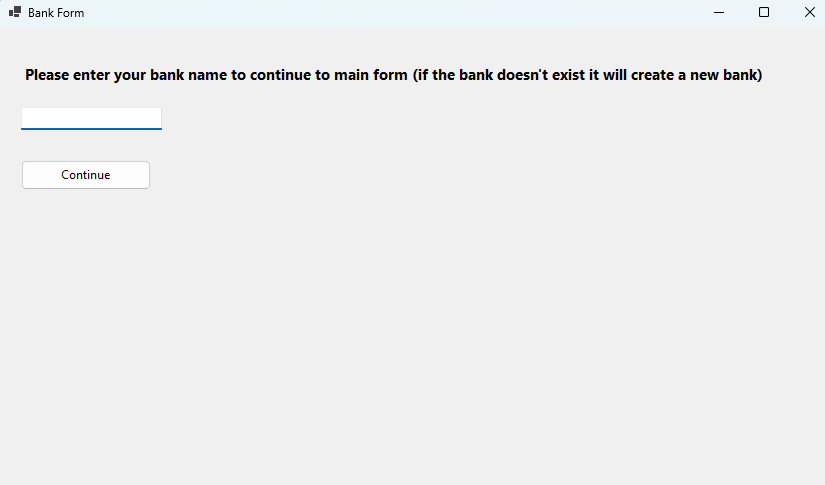 Bank Form
Please enter your bank name to continue to main form (if the bank doesn't exist it will create a new bank)
Continue